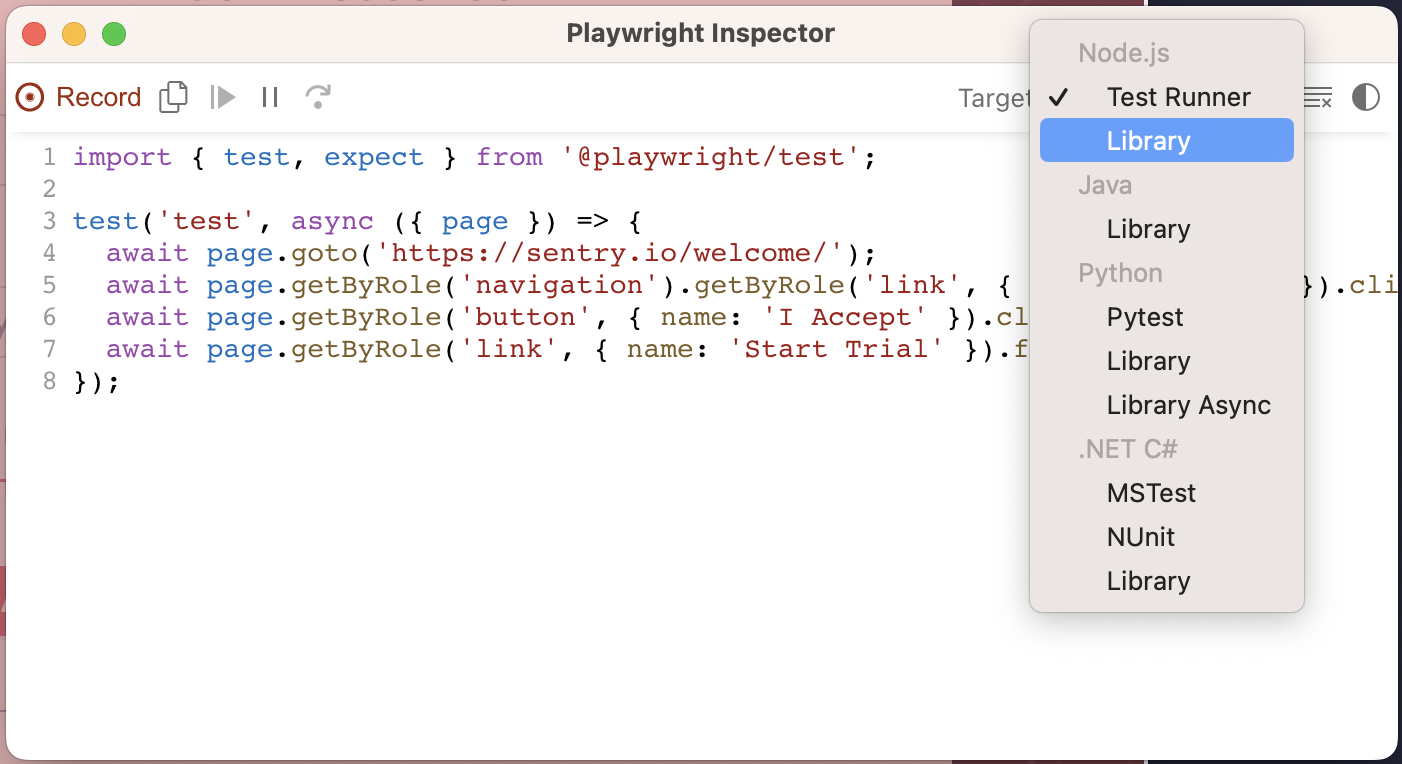 Playwright Inspector
Record
Target
1 import { test, expect } from '@playwright/test';
2
3 test('test', async ({ page }) => {
4   await page.goto('https://sentry.io/welcome/');
5   await page.getByRole('navigation').getByRole('link', { }).cli
6   await page.getByRole('button', { name: 'I Accept' }).cl
7   await page.getByRole('link', { name: 'Start Trial' }).f
8 });
Node.js
✓ Test Runner
Library
Java
Library
Python
Pytest
Library
Library Async
.NET C#
MSTest
NUnit
Library